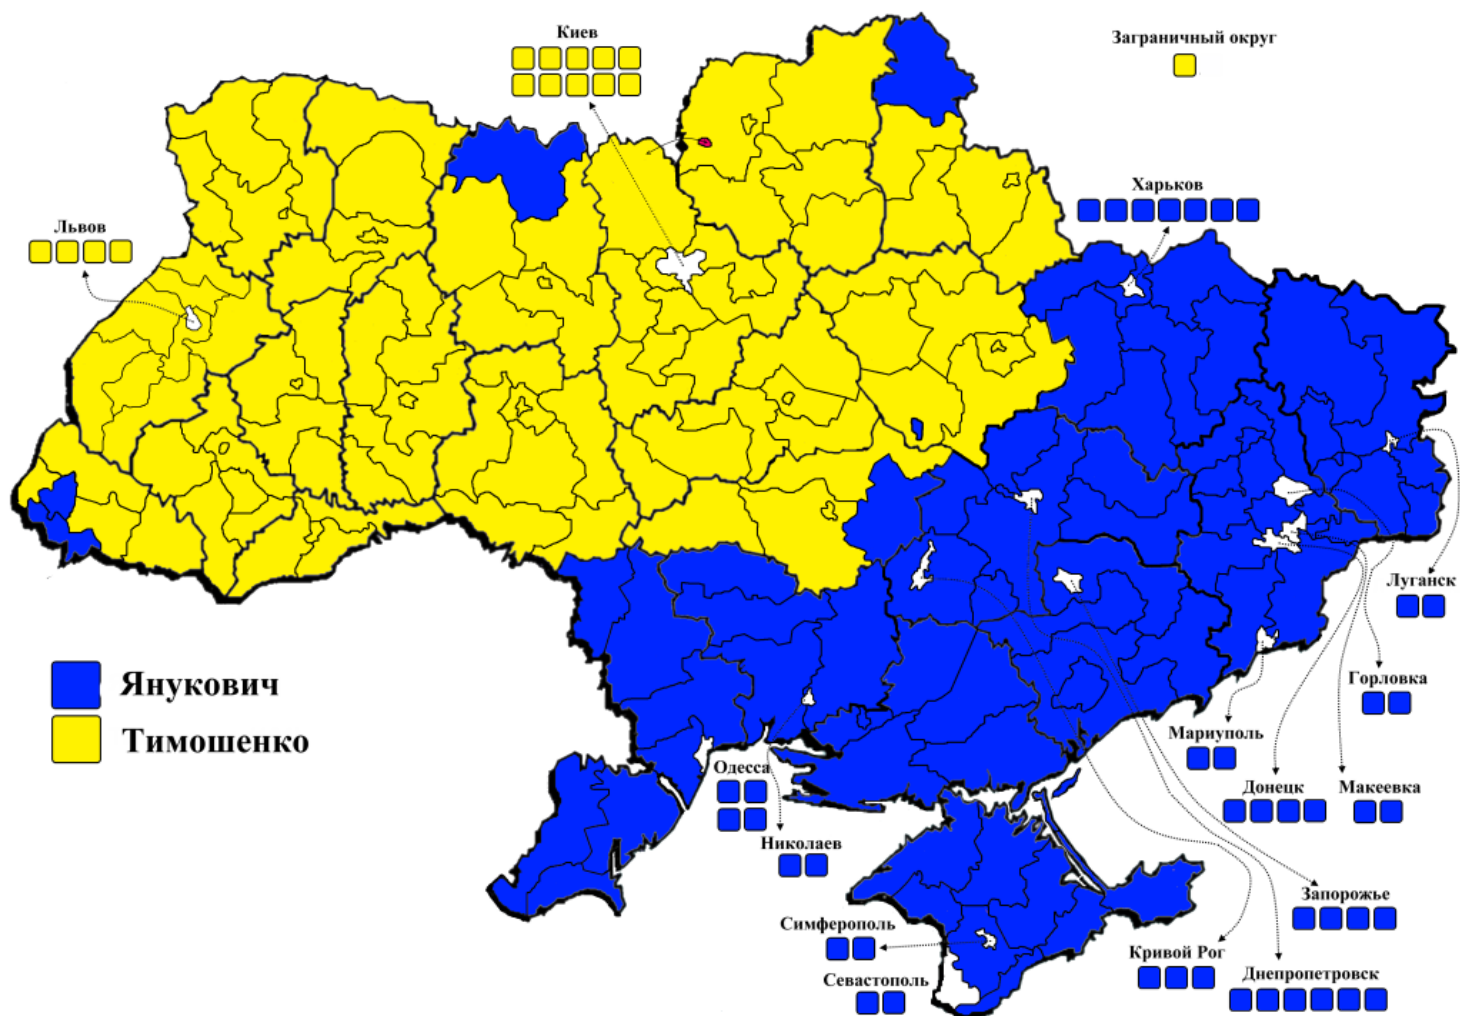 Киев
Заграничный округ
Харьков
Львов
Луганск
Янукович
Горловка
Тимошенко
Мариуполь
Одесса
Донецк
Макеевка
Николаев
Запорожье
Симферополь
Кривой Рог
Севастополь
Днепропетровск